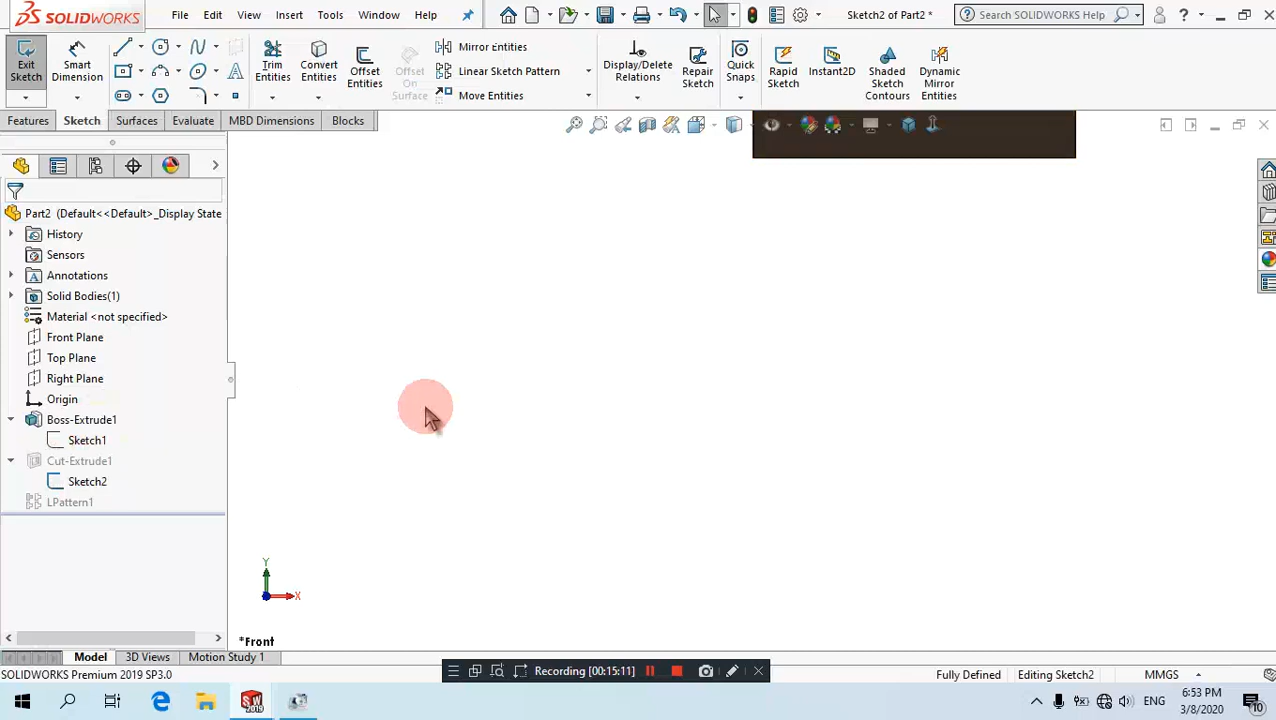 SOLIDWORKS File Edit View Insert Tools Window Help Sketch2 of Part2 * Search SOLIDWORKS Help ?
Exit Sketch
Smart Dimension
Trim Entities
Convert Entities
Offset Entities
Offset On Surface
Mirror Entities
Linear Sketch Pattern
Move Entities
Display/Delete Relations
Repair Sketch
Quick Snaps
Rapid Sketch
Instant2D
Shaded Sketch Contours
Dynamic Mirror Entities
Features Sketch Surfaces Evaluate MBD Dimensions Blocks
Part2 (Default<<Default>_Display State
History
Sensors
Annotations
Solid Bodies(1)
Material <not specified>
Front Plane
Top Plane
Right Plane
Origin
Boss-Extrude1
Sketch1
Cut-Extrude1
Sketch2
LPattern1
Y
X
*Front
Model 3D Views Motion Study 1
SOLIDWORKS Premium 2019 SP3.0
Recording [00:15:11]
Fully Defined Editing Sketch2 MMGS
SW 2019
ENG
6:53 PM
3/8/2020
10